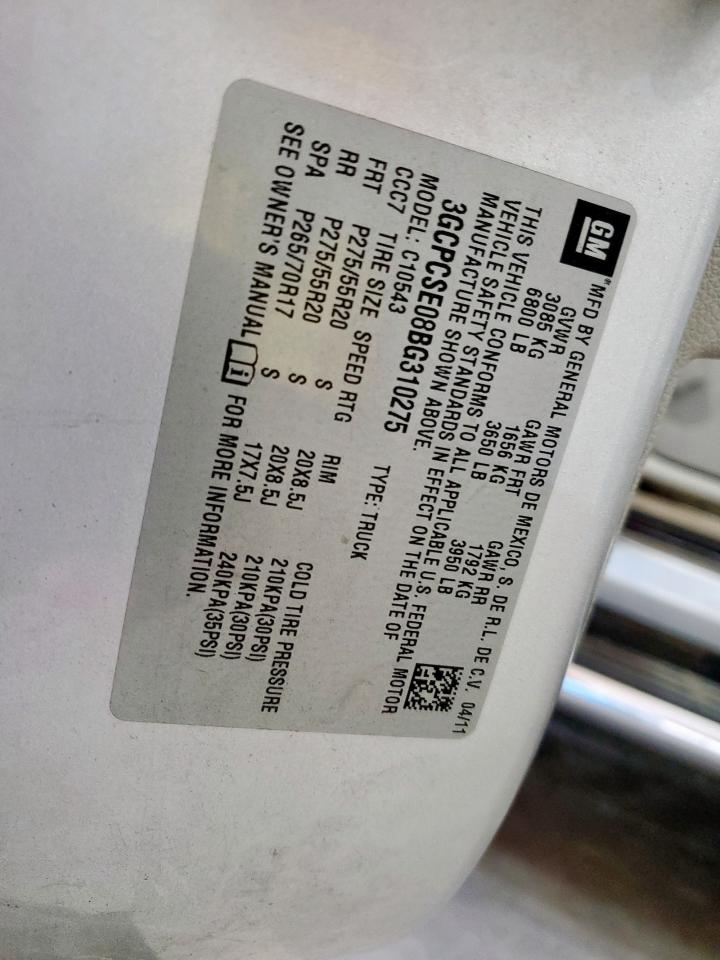 GM *MFD BY GENERAL MOTORS DE MEXICO, S. DE R.L. DE C.V. 04/11
GVWR GAWR FRT GAWR RR
3085 KG 1656 KG 1792 KG
6800 LB 3650 LB 3950 LB
THIS VEHICLE CONFORMS TO ALL APPLICABLE U.S. FEDERAL MOTOR
VEHICLE SAFETY STANDARDS IN EFFECT ON THE DATE OF
MANUFACTURE SHOWN ABOVE.
3GCPCSE08BG310275 TYPE: TRUCK
MODEL: C10543
CCC7 TIRE SIZE SPEED RTG RIM COLD TIRE PRESSURE
FRT P275/55R20 S 20X8.5J 210KPA(30PSI)
RR P275/55R20 S 20X8.5J 210KPA(30PSI)
SPA P265/70R17 S 17X7.5J 240KPA(35PSI)
SEE OWNER'S MANUAL FOR MORE INFORMATION.